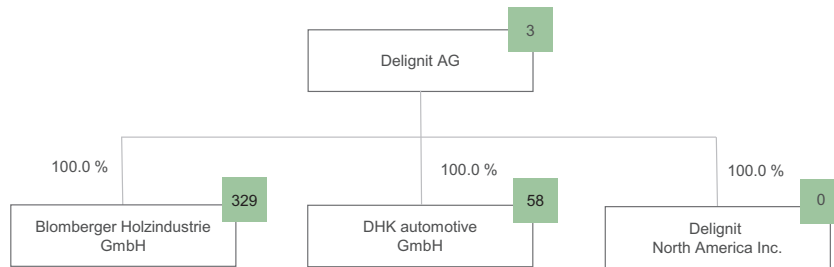 3
Delignit AG
100.0 %
100.0 %
100.0 %
329
58
0
Blomberger Holzindustrie
GmbH
DHK automotive
GmbH
Delignit
North America Inc.